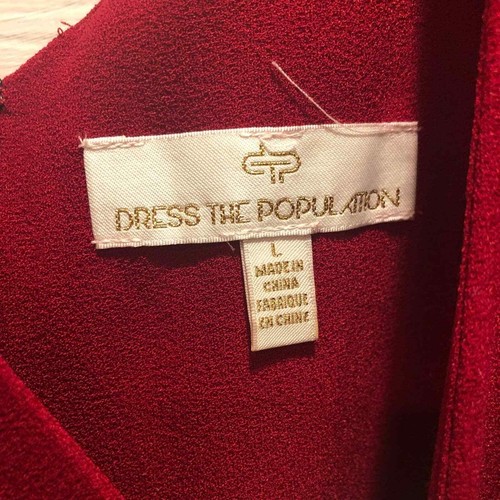 DRESS THE POPULATION
L
MADE IN
CHINA
FABRIQUE
EN CHINE